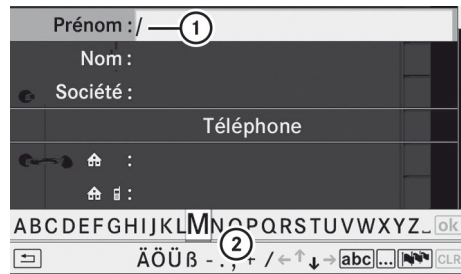 Prénom : /
1
Nom :
Société :
Téléphone
:
:
ABCDEFGHIJKLMNOPQRSTUVWXYZ_ ok
2
ÄÖÜß - . , + / ←↑↓→ abc ... CLR